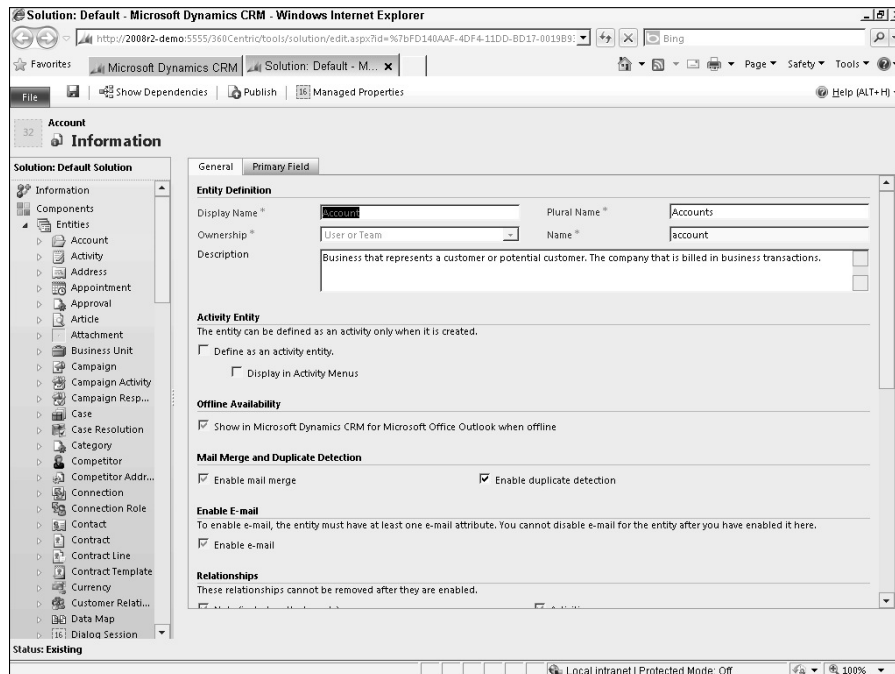 Solution: Default - Microsoft Dynamics CRM - Windows Internet Explorer
http://2008r2-demo:5555/360Centric/tools/solution/edit.aspx?id=%7bFD140AAF-4DF4-11DD-BD17-0019B9
Bing
Favorites
Microsoft Dynamics CRM
Solution: Default - M...
Page
Safety
Tools
File
Show Dependencies
Publish
Managed Properties
Help (ALT+H)
Account
Information
Solution: Default Solution
Information
Components
Entities
Account
Activity
Address
Appointment
Approval
Article
Attachment
Business Unit
Campaign
Campaign Activity
Campaign Resp...
Case
Case Resolution
Category
Competitor
Competitor Addr...
Connection
Connection Role
Contact
Contract
Contract Line
Contract Template
Currency
Customer Relati...
Data Map
Dialog Session
General
Primary Field
Entity Definition
Display Name *
Account
Plural Name *
Accounts
Ownership *
User or Team
Name *
account
Description
Business that represents a customer or potential customer. The company that is billed in business transactions.
Activity Entity
The entity can be defined as an activity only when it is created.
Define as an activity entity.
Display in Activity Menus
Offline Availability
Show in Microsoft Dynamics CRM for Microsoft Office Outlook when offline
Mail Merge and Duplicate Detection
Enable mail merge
Enable duplicate detection
Enable E-mail
To enable e-mail, the entity must have at least one e-mail attribute. You cannot disable e-mail for the entity after you have enabled it here.
Enable e-mail
Relationships
These relationships cannot be removed after they are enabled.
Status: Existing
Local intranet | Protected Mode: Off
100%